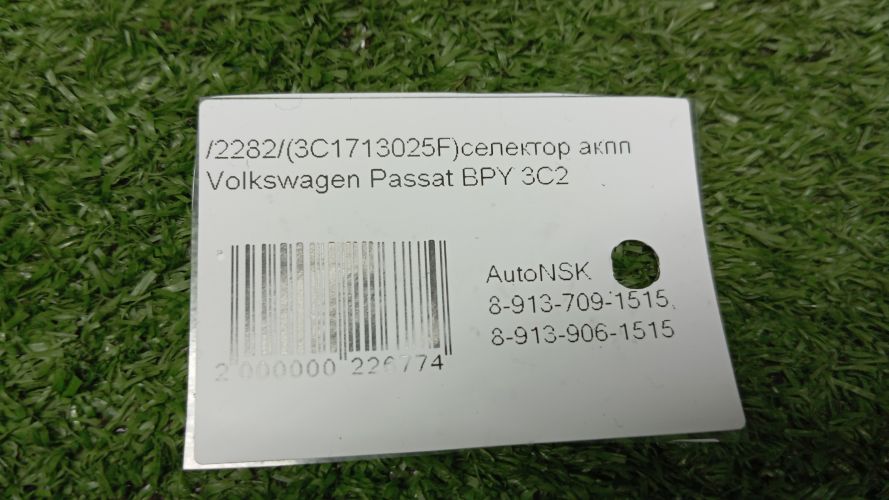 /2282/(3C1713025F)селектор акпп
Volkswagen Passat BPY 3C2
AutoNSK
8-913-709-1515,
8-913-906-1515
2 000000 226774